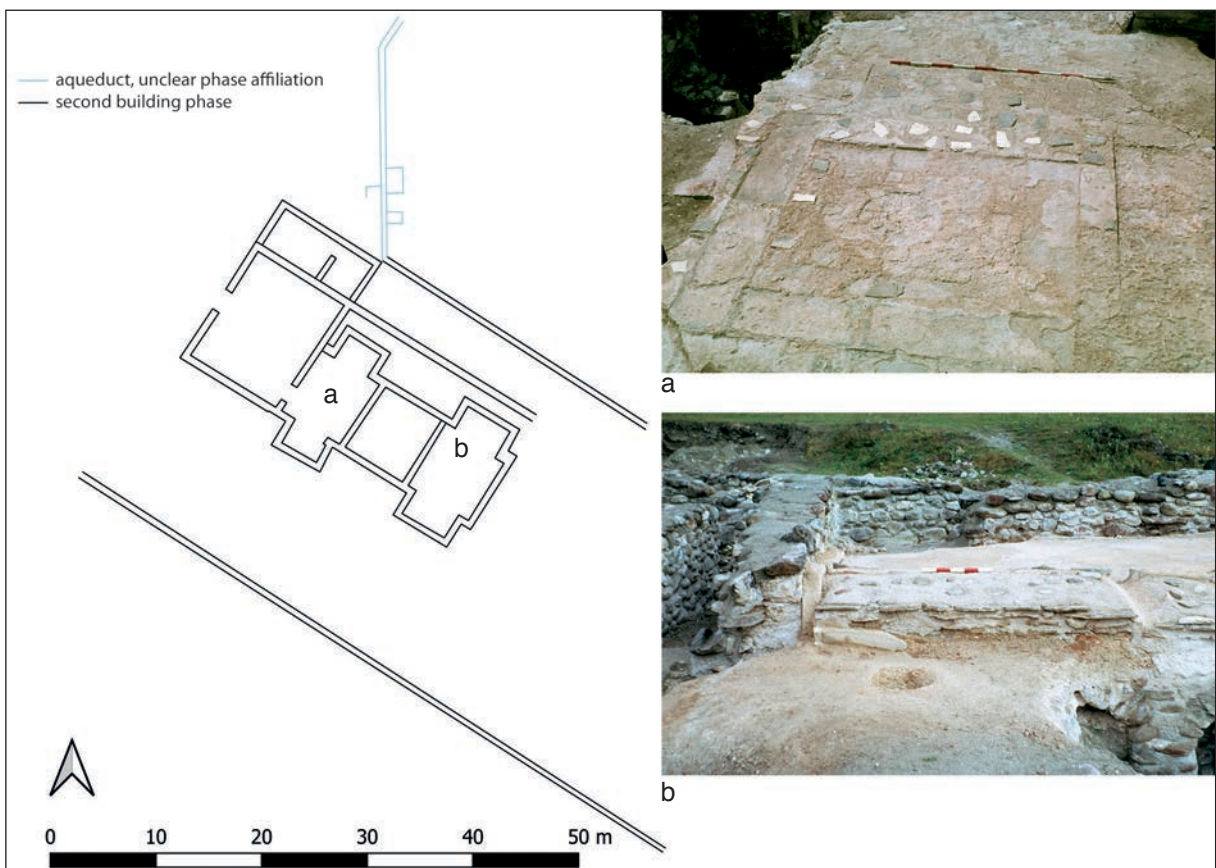 aqueduct, unclear phase affiliation
second building phase
a
b
0 10 20 30 40 50 m
a
b